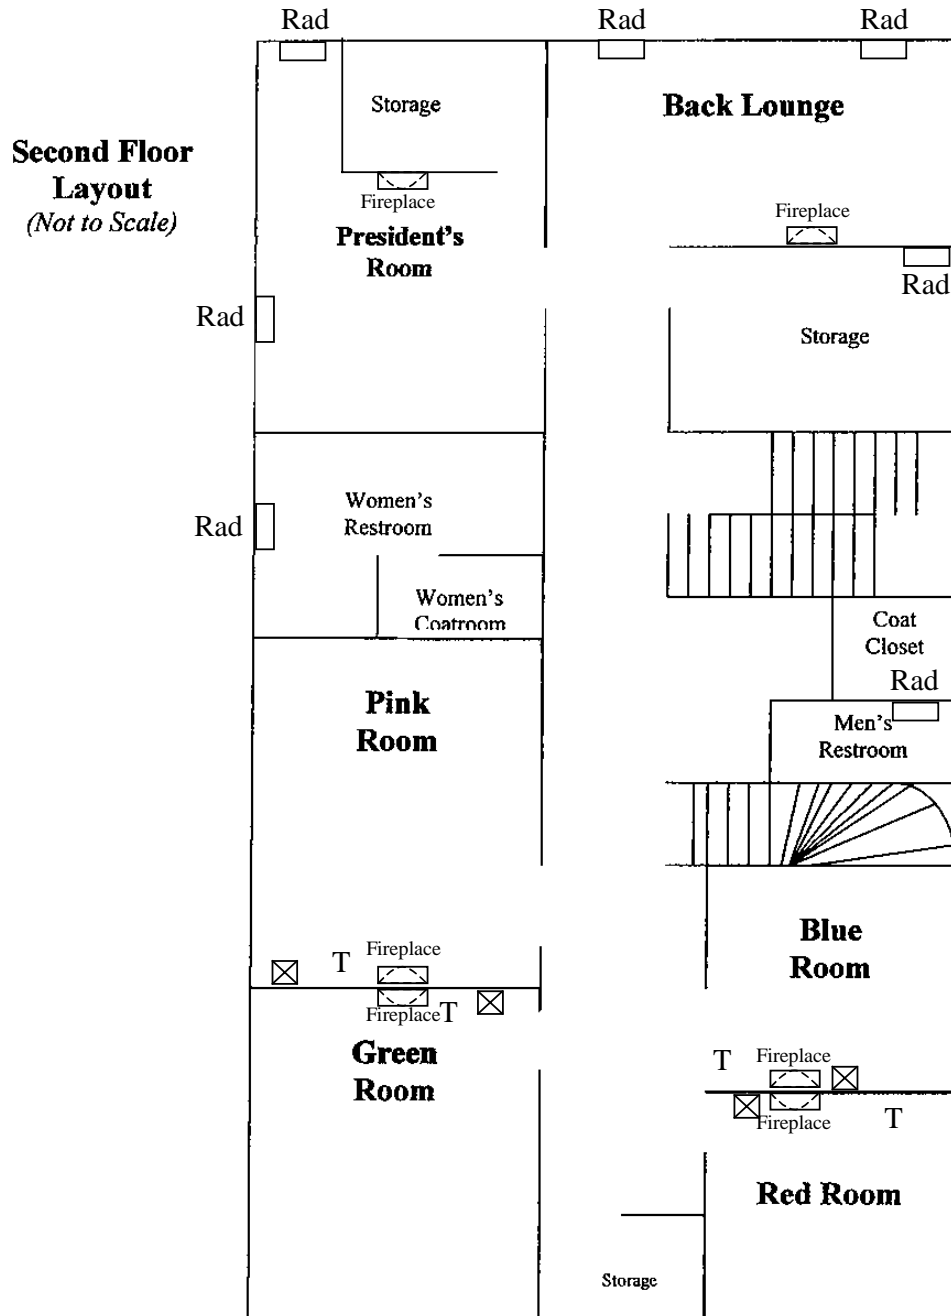 Rad
Rad
Rad
Storage
Back Lounge
Second Floor
Layout
(Not to Scale)
Fireplace
President's
Room
Fireplace
Rad
Rad
Storage
Women's
Restroom
Rad
Women's
Coatroom
Coat
Closet
Rad
Pink
Room
Men's
Restroom
Blue
Room
Fireplace
T
Fireplace
T
Green
Room
T
Fireplace
Fireplace
T
Red Room
Storage